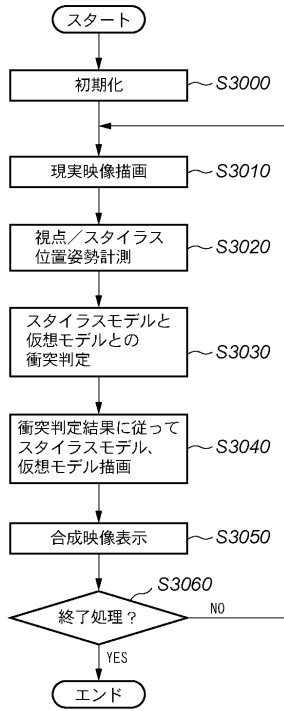 スタート
初期化
S3000
現実映像描画
S3010
視点／スタイラス
位置姿勢計測
S3020
スタイラスモデルと
仮想モデルとの
衝突判定
S3030
衝突判定結果に従って
スタイラスモデル、
仮想モデル描画
S3040
合成映像表示
S3050
S3060
終了処理？
NO
YES
エンド